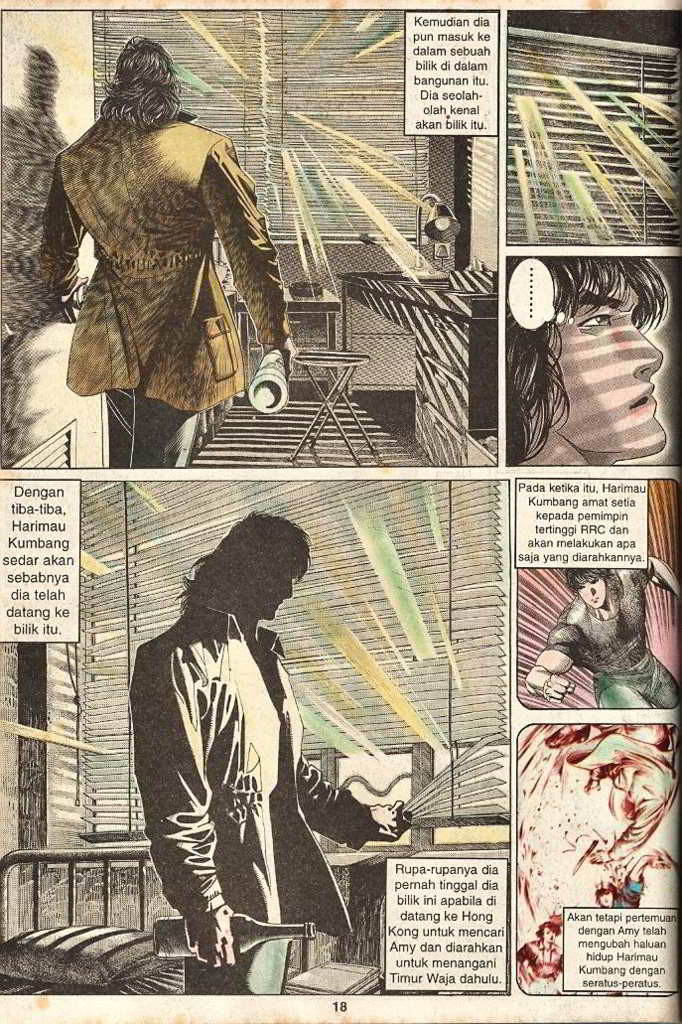 Kemudian dia
pun masuk ke
dalam sebuah
bilik di dalam
bangunan itu.
Dia seolah-
olah kenal
akan bilik itu.
........
Dengan
tiba-tiba,
Harimau
Kumbang
sedar akan
sebabnya
dia telah
datang ke
bilik itu.
Rupa-rupanya dia
pernah tinggal dia
bilik ini apabila di
datang ke Hong
Kong untuk mencari
Amy dan diarahkan
untuk menangani
Timur Waja dahulu.
Pada ketika itu, Harimau
Kumbang amat setia
kepada pemimpin
tertinggi RRC dan
akan melakukan apa
saja yang diarahkannya.
Akan tetapi pertemuan
dengan Amy telah
mengubah haluan
hidup Harimau
Kumbang dengan
seratus-peratus.
18